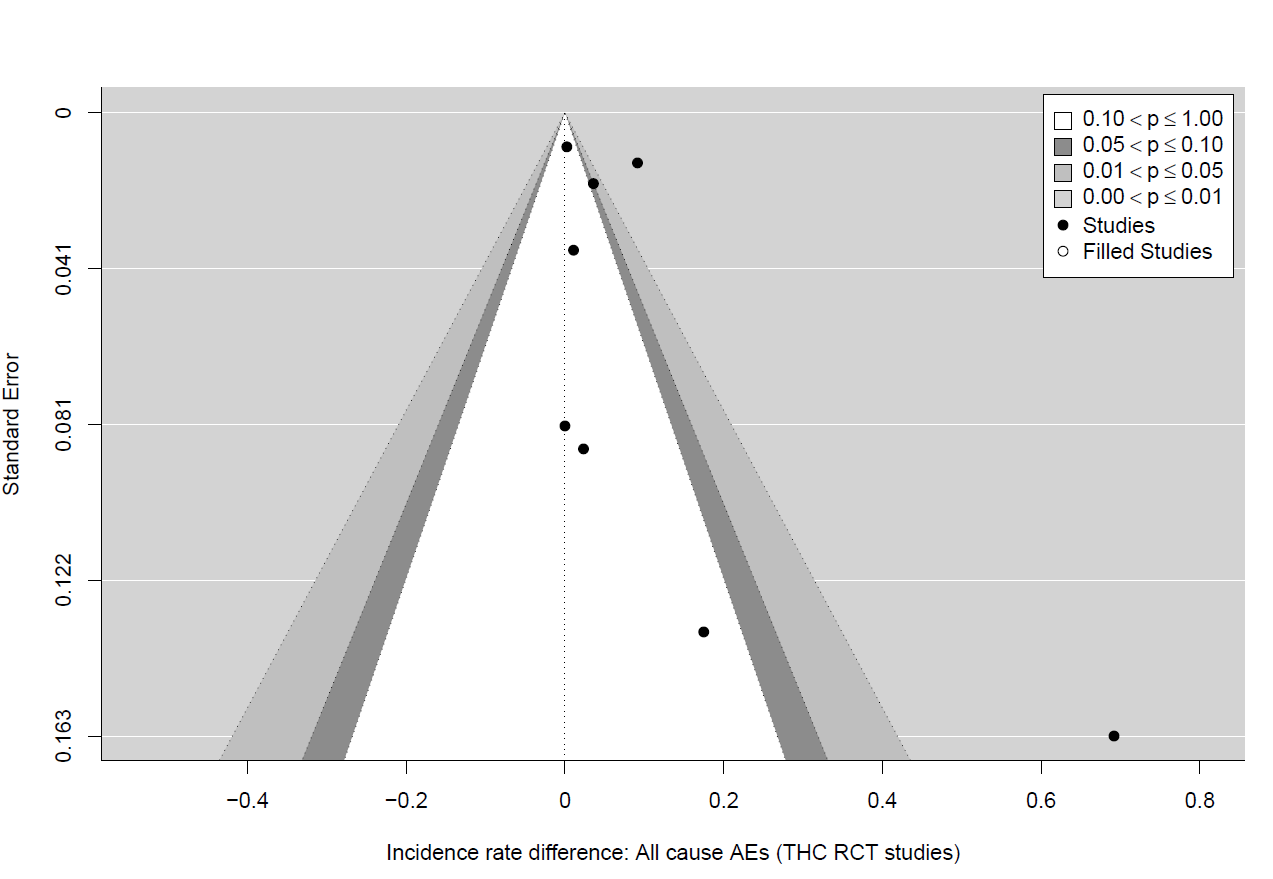 0.10 < p ≤ 1.00
0.05 < p ≤ 0.10
0.01 < p ≤ 0.05
0.00 < p ≤ 0.01
Studies
Filled Studies
Standard Error
0
0.041
0.081
0.122
0.163
−0.4
−0.2
0
0.2
0.4
0.6
0.8
Incidence rate difference: All cause AEs (THC RCT studies)